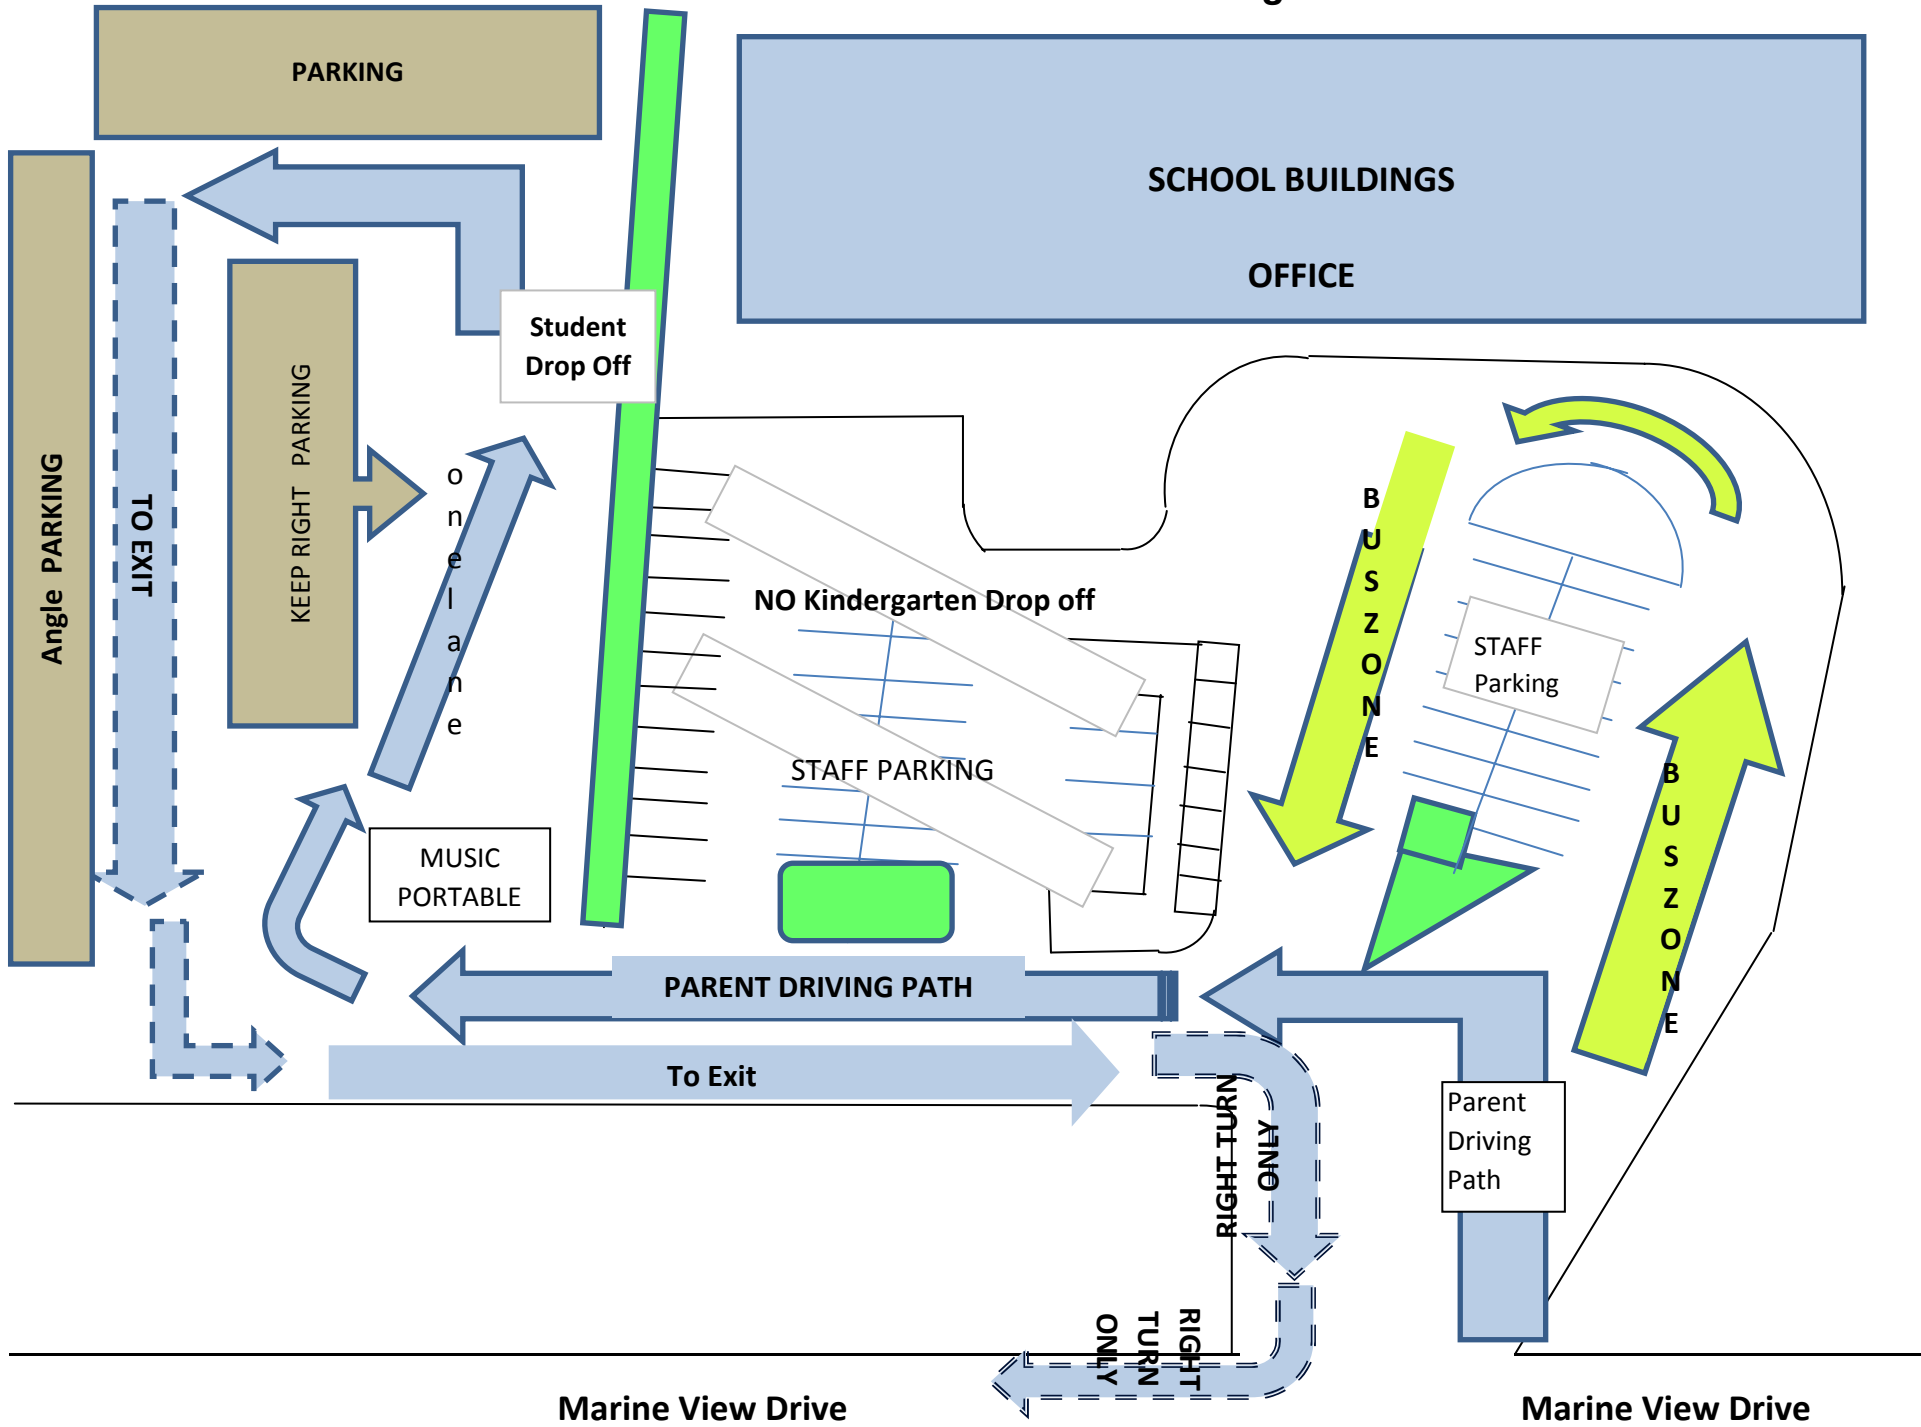 PARKING
SCHOOL BUILDINGS
OFFICE
Student
Drop Off
Angle PARKING
TO EXIT
KEEP RIGHT PARKING
one lane
NO Kindergarten Drop off
STAFF PARKING
BUS ZONE
STAFF
Parking
BUS ZONE
MUSIC
PORTABLE
PARENT DRIVING PATH
To Exit
RIGHT TURN
ONLY
Parent
Driving
Path
RIGHT
TURN
ONLY
Marine View Drive
Marine View Drive